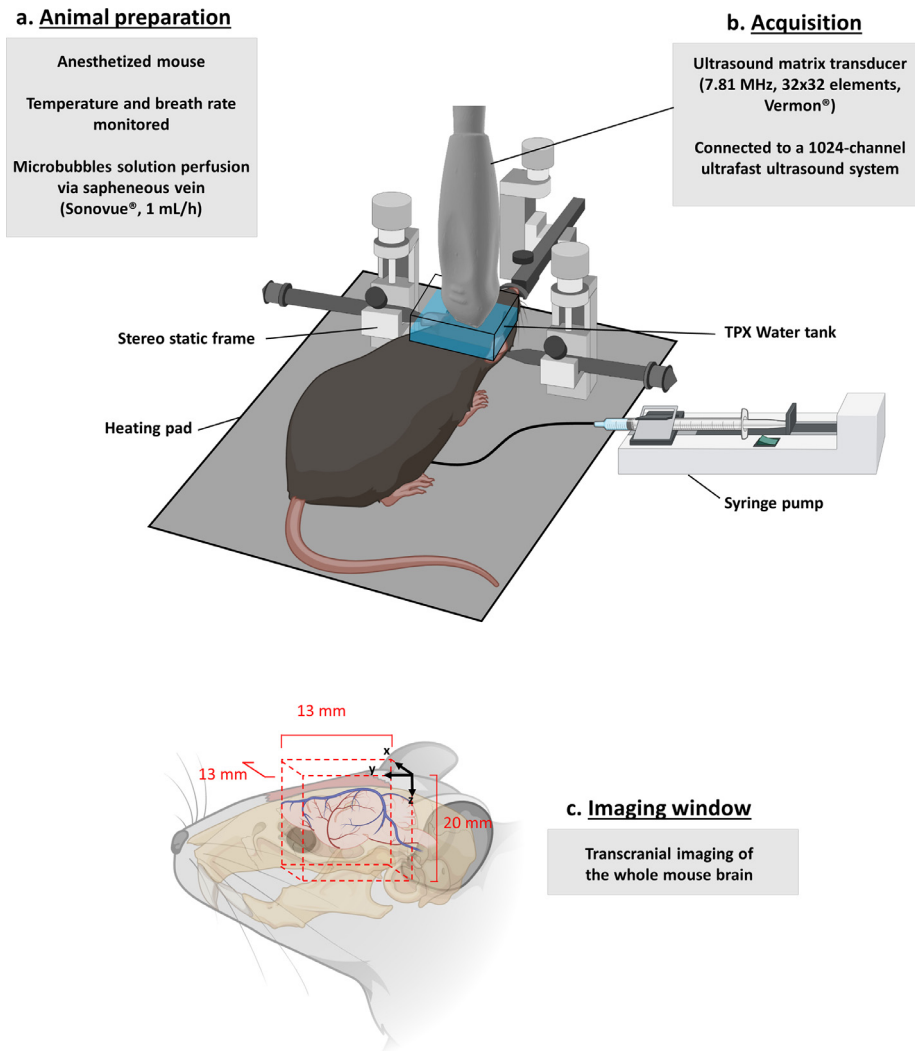 a. Animal preparation
Anesthetized mouse
Temperature and breath rate
monitored
Microbubbles solution perfusion
via sapheneous vein
(Sonovue®, 1 mL/h)
b. Acquisition
Ultrasound matrix transducer
(7.81 MHz, 32x32 elements,
Vermon®)
Connected to a 1024-channel
ultrafast ultrasound system
Stereo static frame
TPX Water tank
Heating pad
Syringe pump
13 mm
13 mm
x
y
z
20 mm
c. Imaging window
Transcranial imaging of
the whole mouse brain